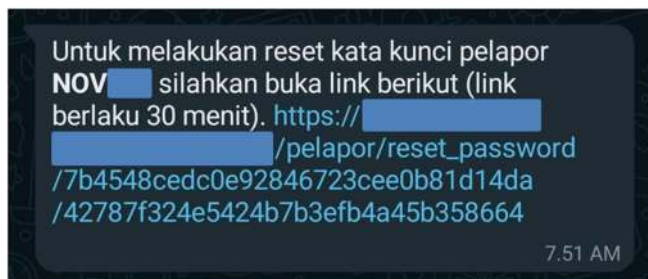 Untuk melakukan reset kata kunci pelapor
NOV silahkan buka link berikut (link
berlaku 30 menit). https://
/pelapor/reset_password
/7b4548cedc0e92846723cee0b81d14da
/42787f324e5424b7b3efb4a45b358664
7.51 AM